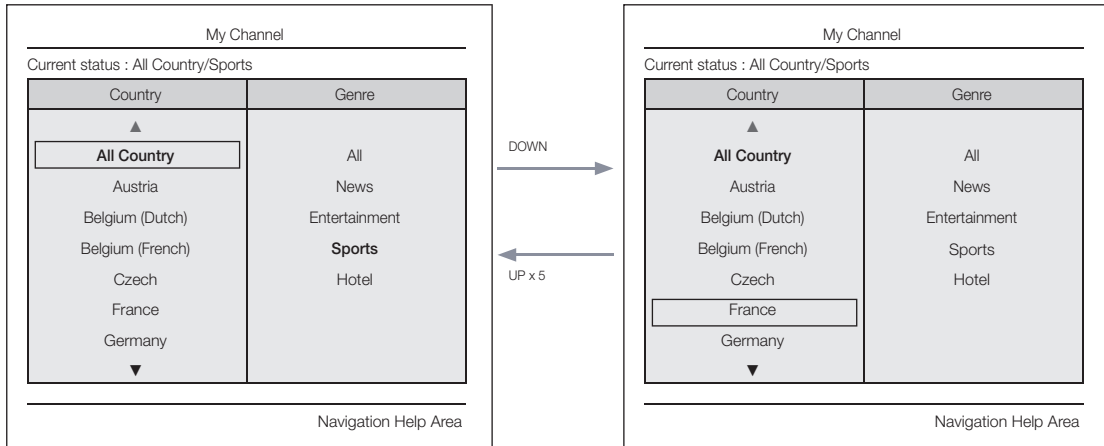 My Channel
Current status : All Country/Sports
Country Genre
▲
All Country All
Austria News
Belgium (Dutch) Entertainment
Belgium (French) Sports
Czech Hotel
France
Germany
▼
Navigation Help Area
DOWN
UP x 5
My Channel
Current status : All Country/Sports
Country Genre
▲
All Country All
Austria News
Belgium (Dutch) Entertainment
Belgium (French) Sports
Czech Hotel
France
Germany
▼
Navigation Help Area